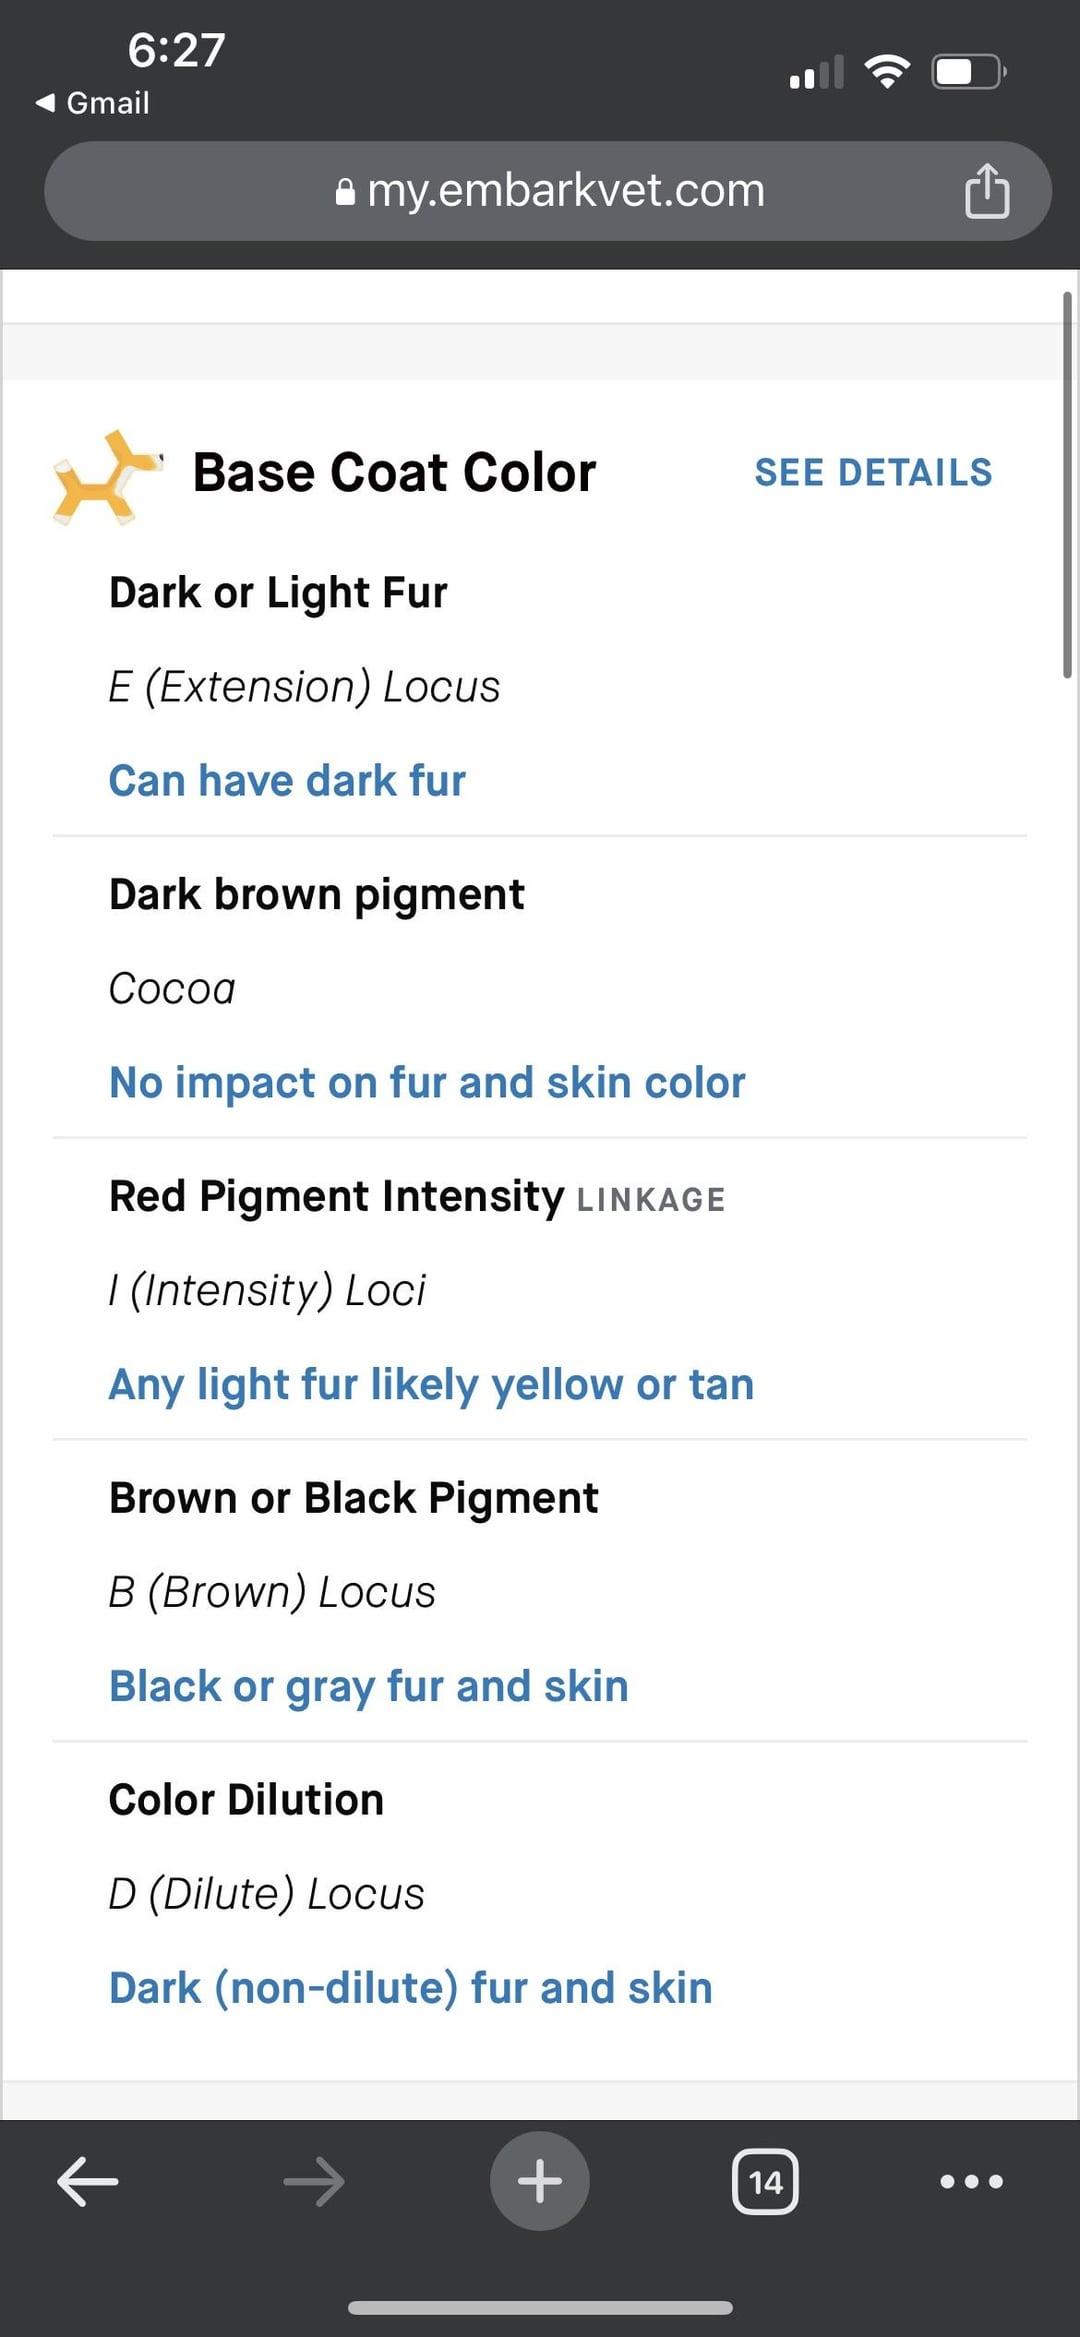 6:27
Gmail
my.embarkvet.com
Base Coat Color
SEE DETAILS
Dark or Light Fur
E (Extension) Locus
Can have dark fur
Dark brown pigment
Cocoa
No impact on fur and skin color
Red Pigment Intensity LINKAGE
I (Intensity) Loci
Any light fur likely yellow or tan
Brown or Black Pigment
B (Brown) Locus
Black or gray fur and skin
Color Dilution
D (Dilute) Locus
Dark (non-dilute) fur and skin
14